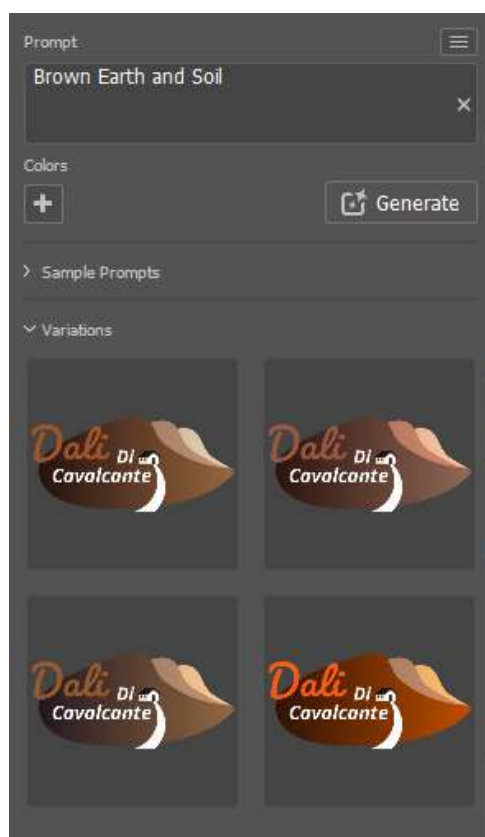 Prompt
Brown Earth and Soil
Colors
Generate
Sample Prompts
Variations
Dali Di
Cavalcante
Dali Di
Cavalcante
Dali Di
Cavalcante
Dali Di
Cavalcante